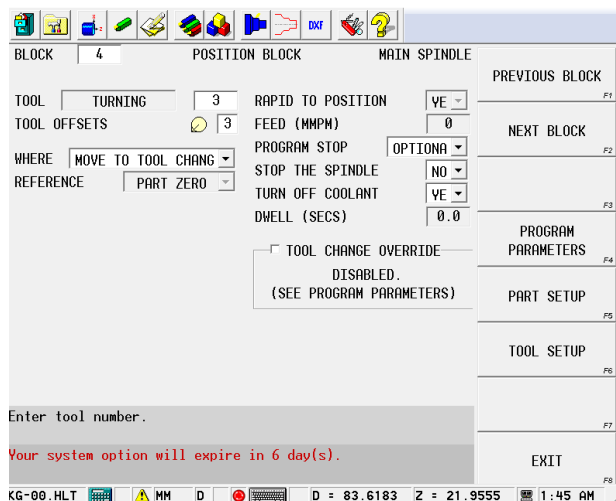 DXF
BLOCK 4 POSITION BLOCK MAIN SPINDLE
TOOL TURNING 3
TOOL OFFSETS 3
WHERE MOVE TO TOOL CHANG
REFERENCE PART ZERO
RAPID TO POSITION YE
FEED (MMPM) 0
PROGRAM STOP OPTIONA
STOP THE SPINDLE NO
TURN OFF COOLANT YE
DWELL (SECS) 0.0
TOOL CHANGE OVERRIDE
DISABLED.
(SEE PROGRAM PARAMETERS)
PREVIOUS BLOCK
F1
NEXT BLOCK
F2
F3
PROGRAM
PARAMETERS
F4
PART SETUP
F5
TOOL SETUP
F6
F7
EXIT
F8
Enter tool number.
Your system option will expire in 6 day(s).
KG-00.HLT MM D D = 83.6183 Z = 21.9555 1:45 AM